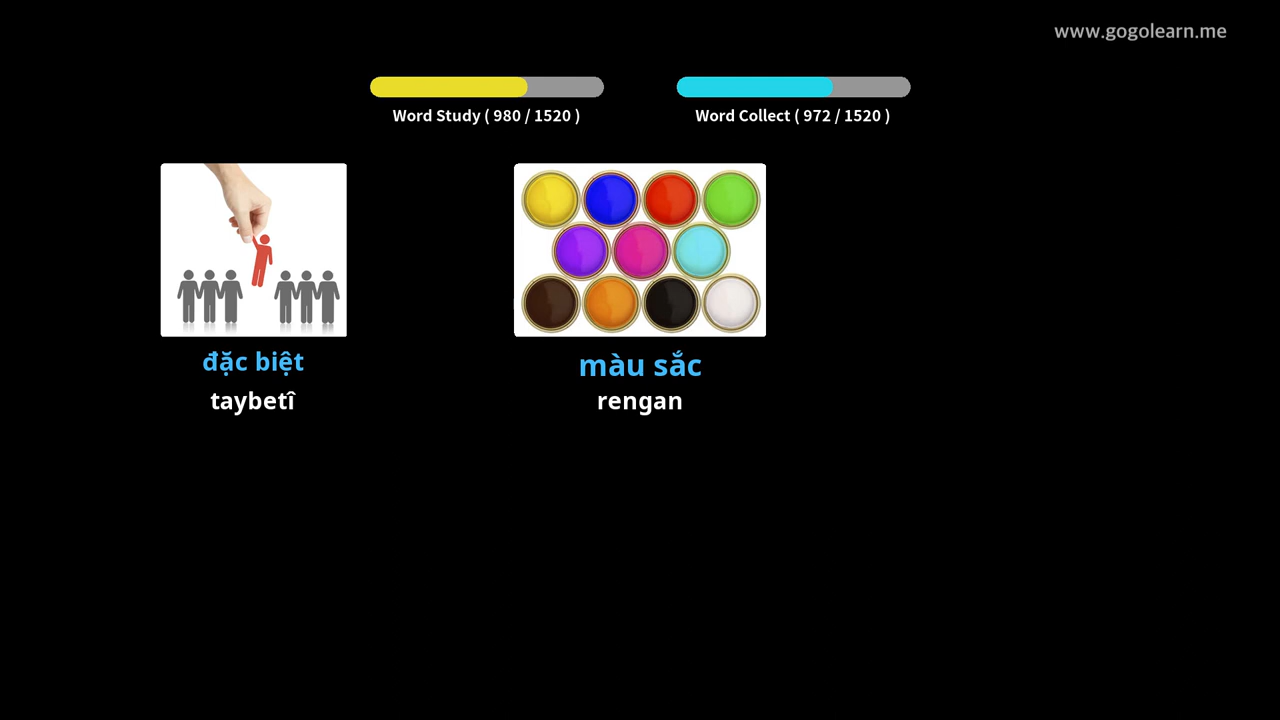 www.gogolearn.me
Word Study ( 980 / 1520 )
Word Collect ( 972 / 1520 )
đặc biệt
taybetî
màu sắc
rengan